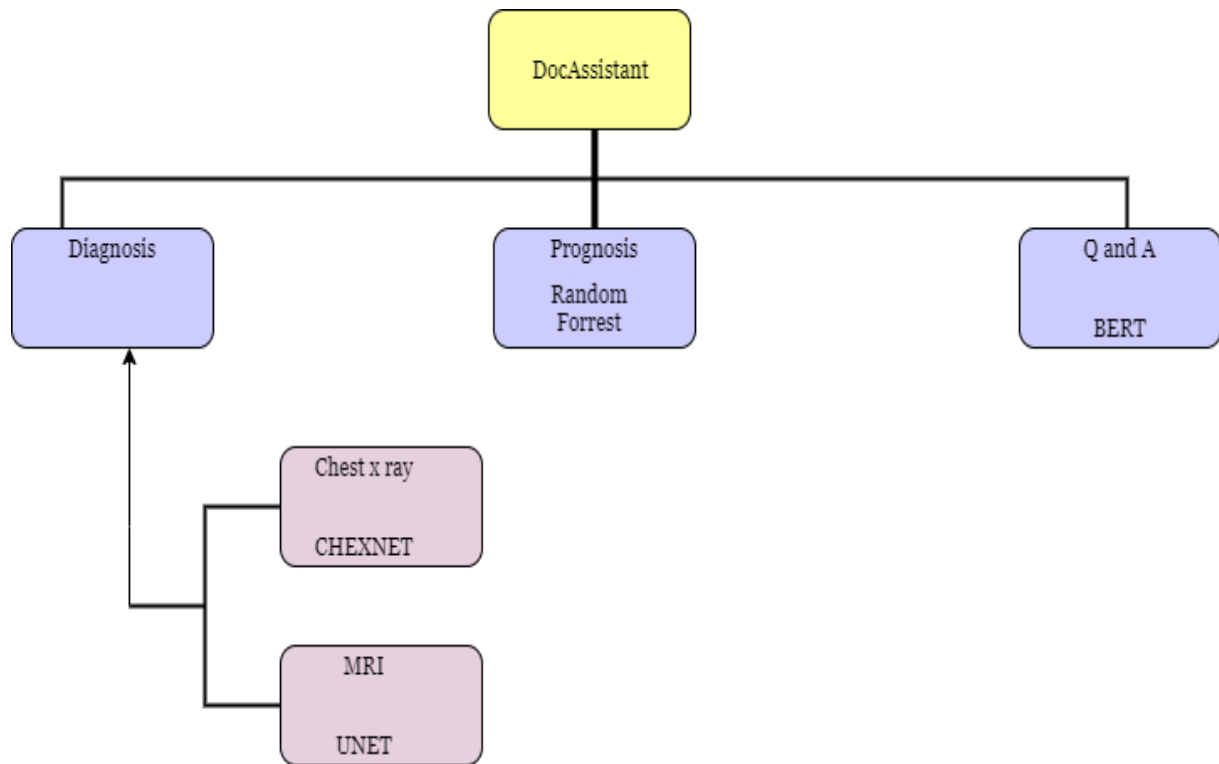 DocAssistant
Diagnosis
Prognosis
Random
Forrest
Q and A
BERT
Chest x ray
CHEXNET
MRI
UNET